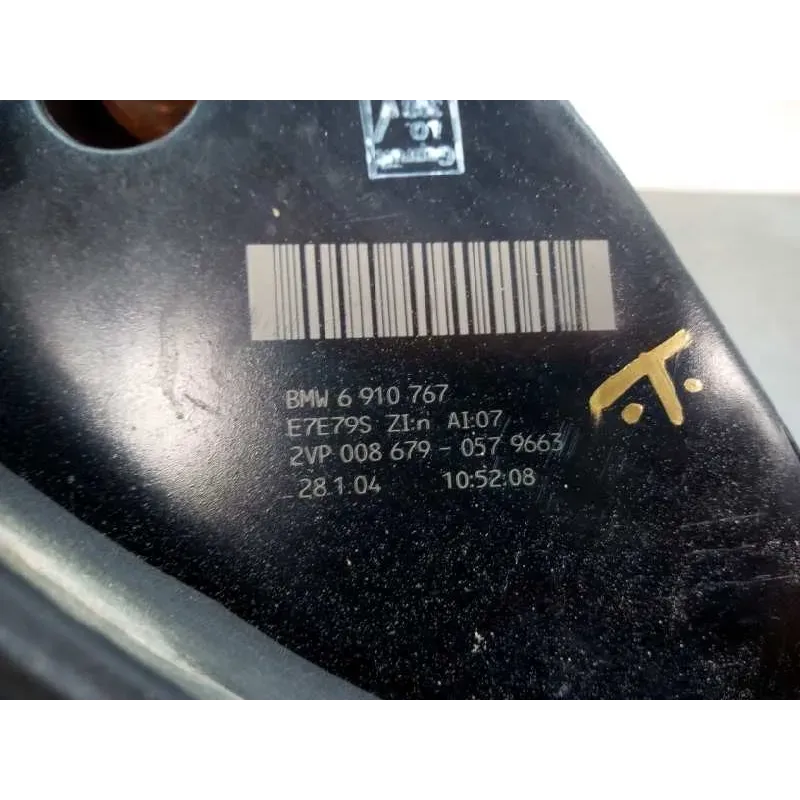 BMW 6 910 767
E7E79S ZI:n AI:07
2VP 008 679 - 057 9663
28.1.04 10:52:08